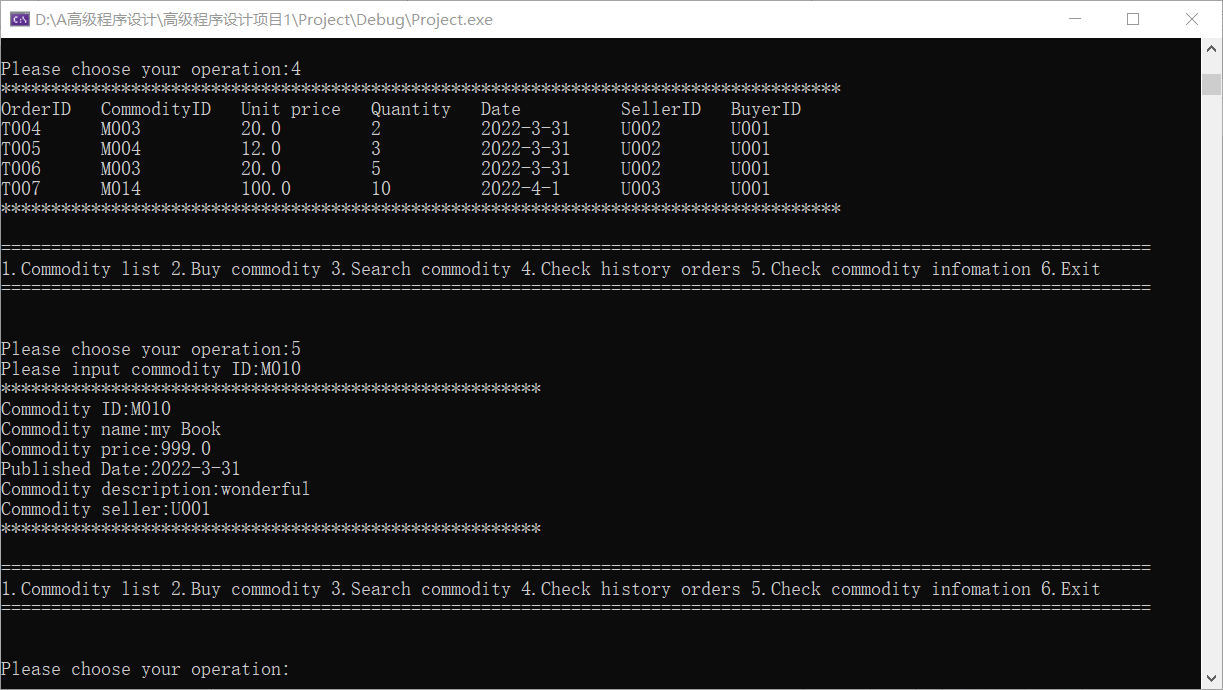 D:\A高级程序设计\高级程序设计项目1\Project\Debug\Project.exe
Please choose your operation:4
************************************************************************************
OrderID   CommodityID   Unit price   Quantity   Date          SellerID   BuyerID
T004      M003          20.0         2          2022-3-31     U002       U001
T005      M004          12.0         3          2022-3-31     U002       U001
T006      M003          20.0         5          2022-3-31     U002       U001
T007      M014          100.0        10         2022-4-1      U003       U001
************************************************************************************
===================================================================================================================
1.Commodity list 2.Buy commodity 3.Search commodity 4.Check history orders 5.Check commodity infomation 6.Exit
===================================================================================================================
Please choose your operation:5
Please input commodity ID:M010
******************************************************
Commodity ID:M010
Commodity name:my Book
Commodity price:999.0
Published Date:2022-3-31
Commodity description:wonderful
Commodity seller:U001
******************************************************
===================================================================================================================
1.Commodity list 2.Buy commodity 3.Search commodity 4.Check history orders 5.Check commodity infomation 6.Exit
===================================================================================================================
Please choose your operation: